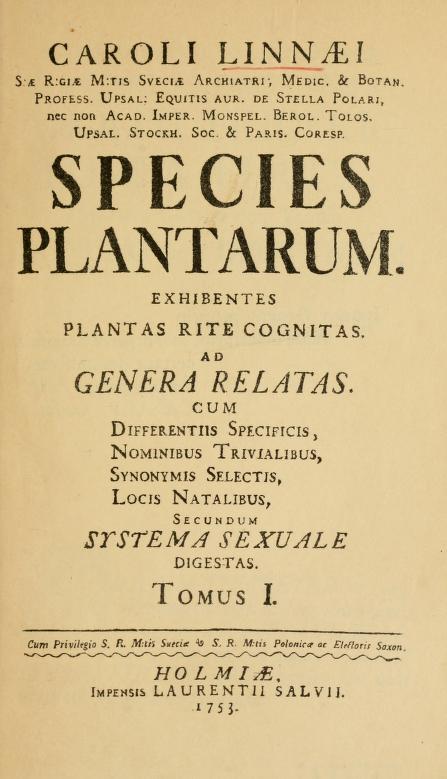 CAROLI LINNÆI
S:Æ R:GIÆ M:TIS SVECIÆ ARCHIATRI; MEDIC. & BOTAN.
PROFESS. UPSAL; EQUITIS AUR. DE STELLA POLARI,
nec non ACAD. IMPER. MONSPEL. BEROL. TOLOS.
UPSAL. STOCKH. SOC. & PARIS. CORESP.
SPECIES
PLANTARUM.
EXHIBENTES
PLANTAS RITE COGNITAS.
AD
GENERA RELATAS.
CUM
DIFFERENTIIS SPECIFICIS,
NOMINIBUS TRIVIALIBUS,
SYNONYMIS SELECTIS,
LOCIS NATALIBUS,
SECUNDUM
SYSTEMA SEXUALE
DIGESTAS.
TOMUS I.
Cum Privilegio S. R. M:tis Sueciæ & S. R. M:tis Polonicæ ac Electoris Saxon.
HOLMIÆ,
IMPENSIS LAURENTII SALVII.
1753.